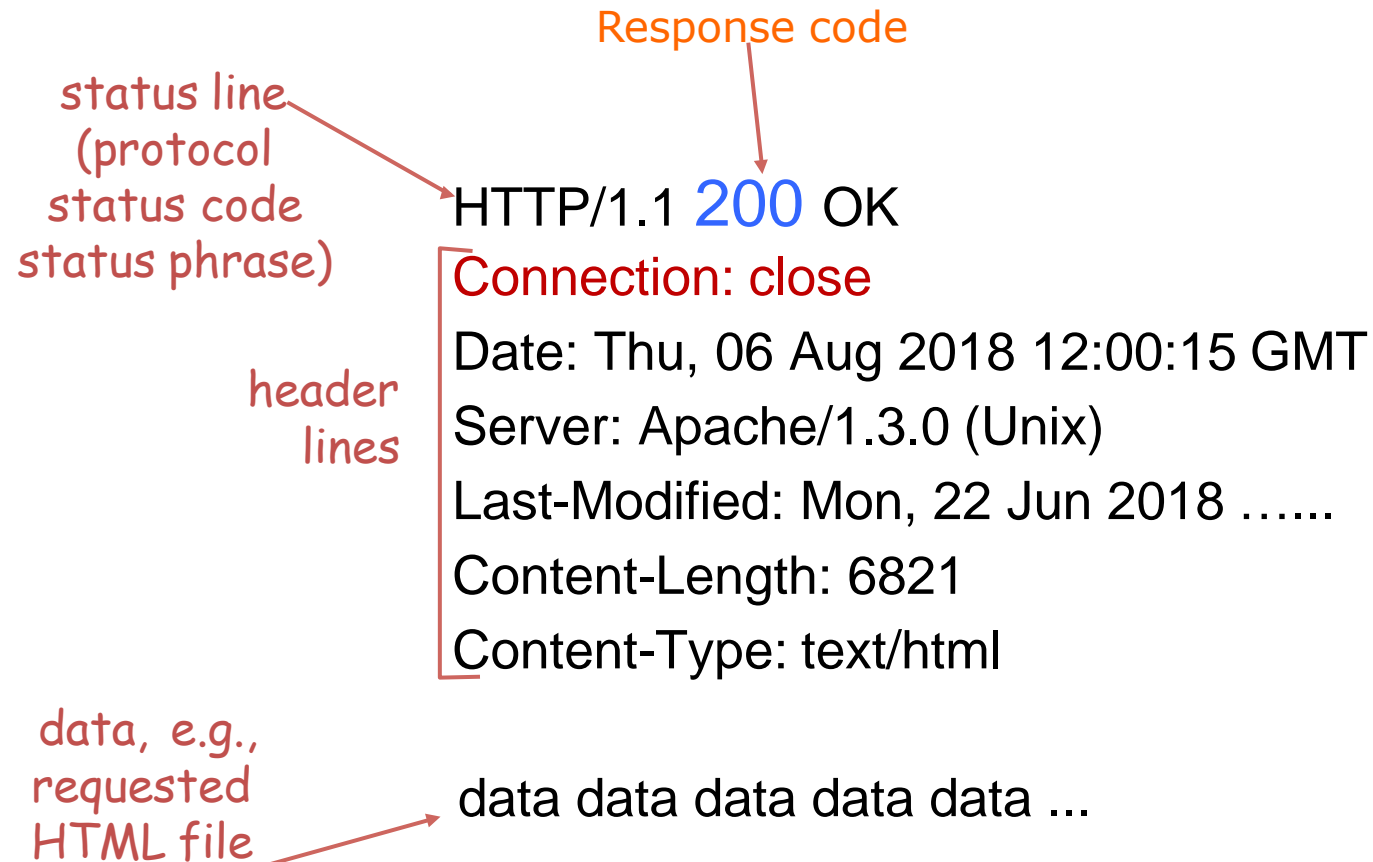 Response code
status line
(protocol
status code
status phrase)
HTTP/1.1 200 OK
Connection: close
Date: Thu, 06 Aug 2018 12:00:15 GMT
header
lines
Server: Apache/1.3.0 (Unix)
Last-Modified: Mon, 22 Jun 2018 …...
Content-Length: 6821
Content-Type: text/html
data, e.g.,
requested
HTML file
data data data data data ...